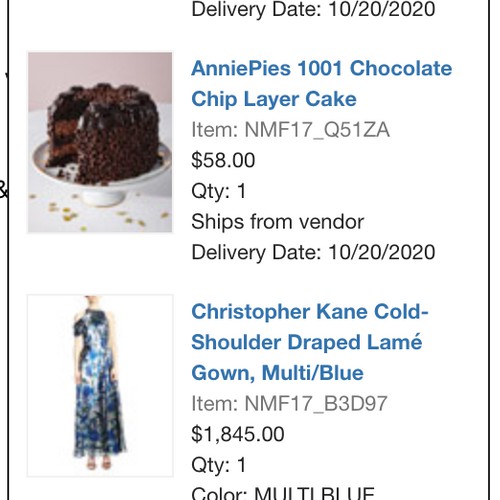 Delivery Date: 10/20/2020
AnniePies 1001 Chocolate
Chip Layer Cake
Item: NMF17_Q51ZA
$58.00
Qty: 1
Ships from vendor
&
Delivery Date: 10/20/2020
Christopher Kane Cold-
Shoulder Draped Lamé
Gown, Multi/Blue
Item: NMF17_B3D97
$1,845.00
Qty: 1
Color: MULTI BLUE